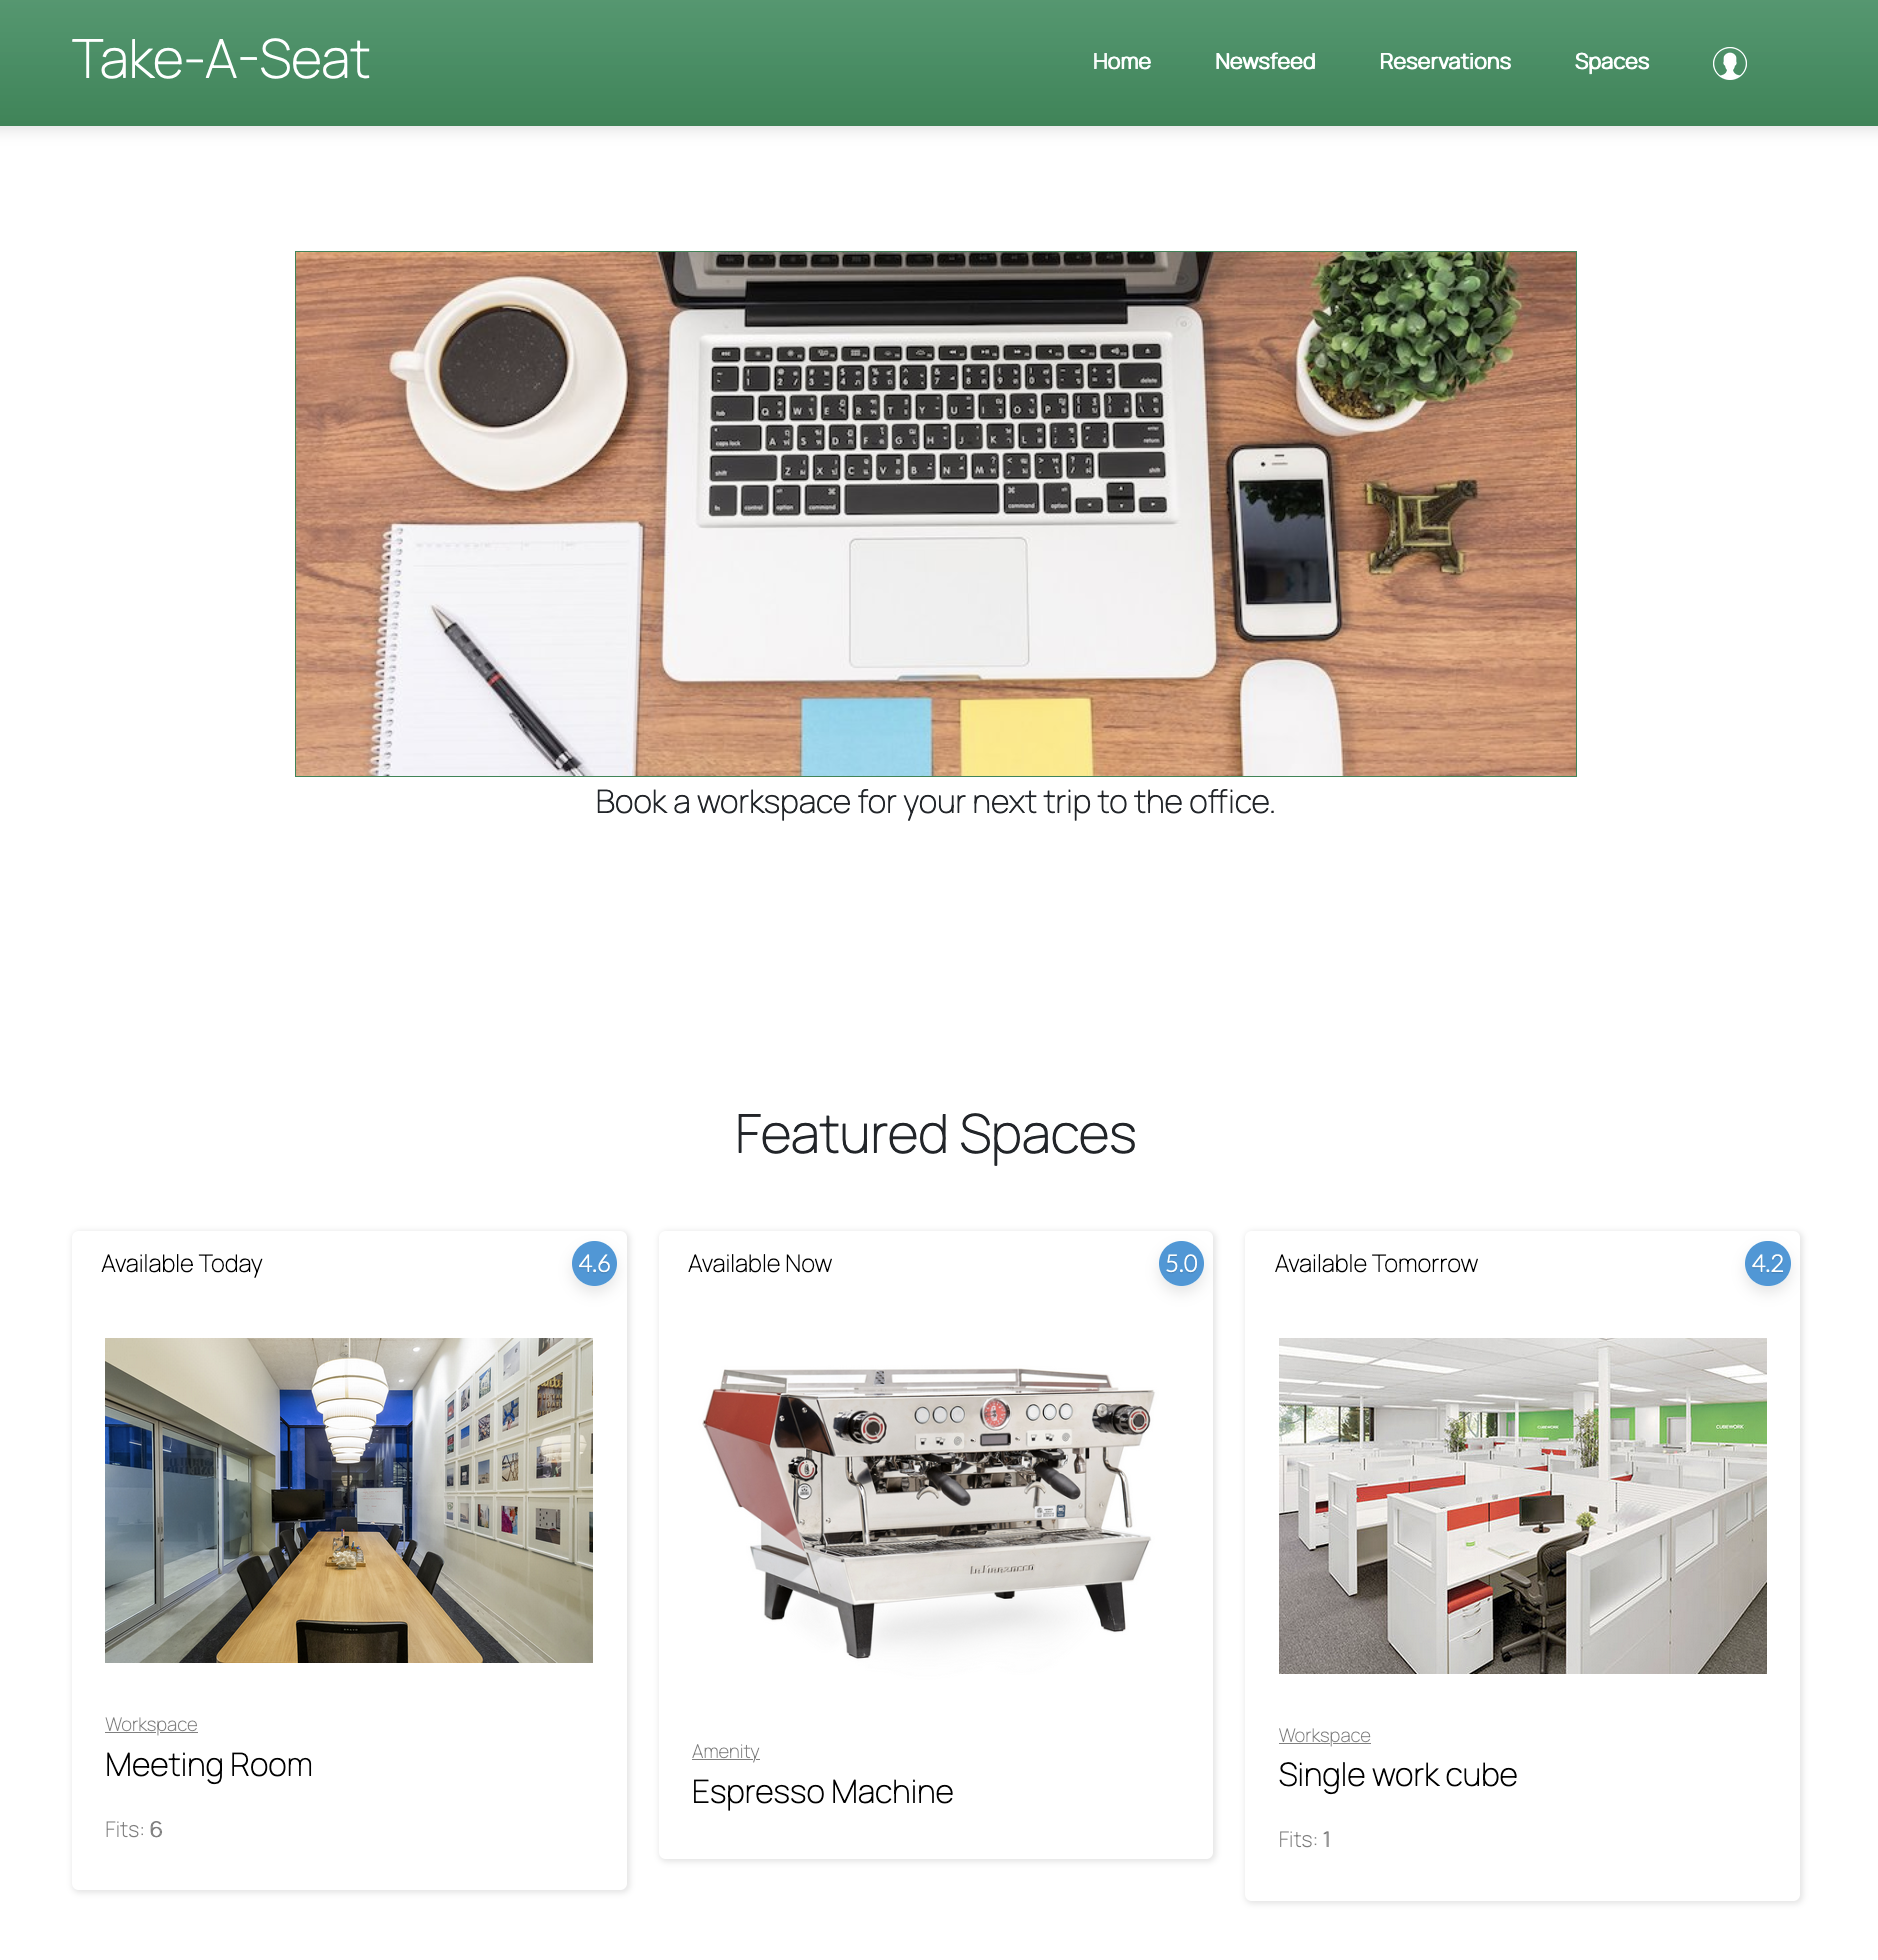 Take-A-Seat
Home Newsfeed Reservations Spaces
Book a workspace for your next trip to the office.
Featured Spaces
Available Today 4.6
Available Now 5.0
Available Tomorrow 4.2
CUBEWORK
CUBEWORK
Workspace
Meeting Room
Fits: 6
Amenity
Espresso Machine
Workspace
Single work cube
Fits: 1